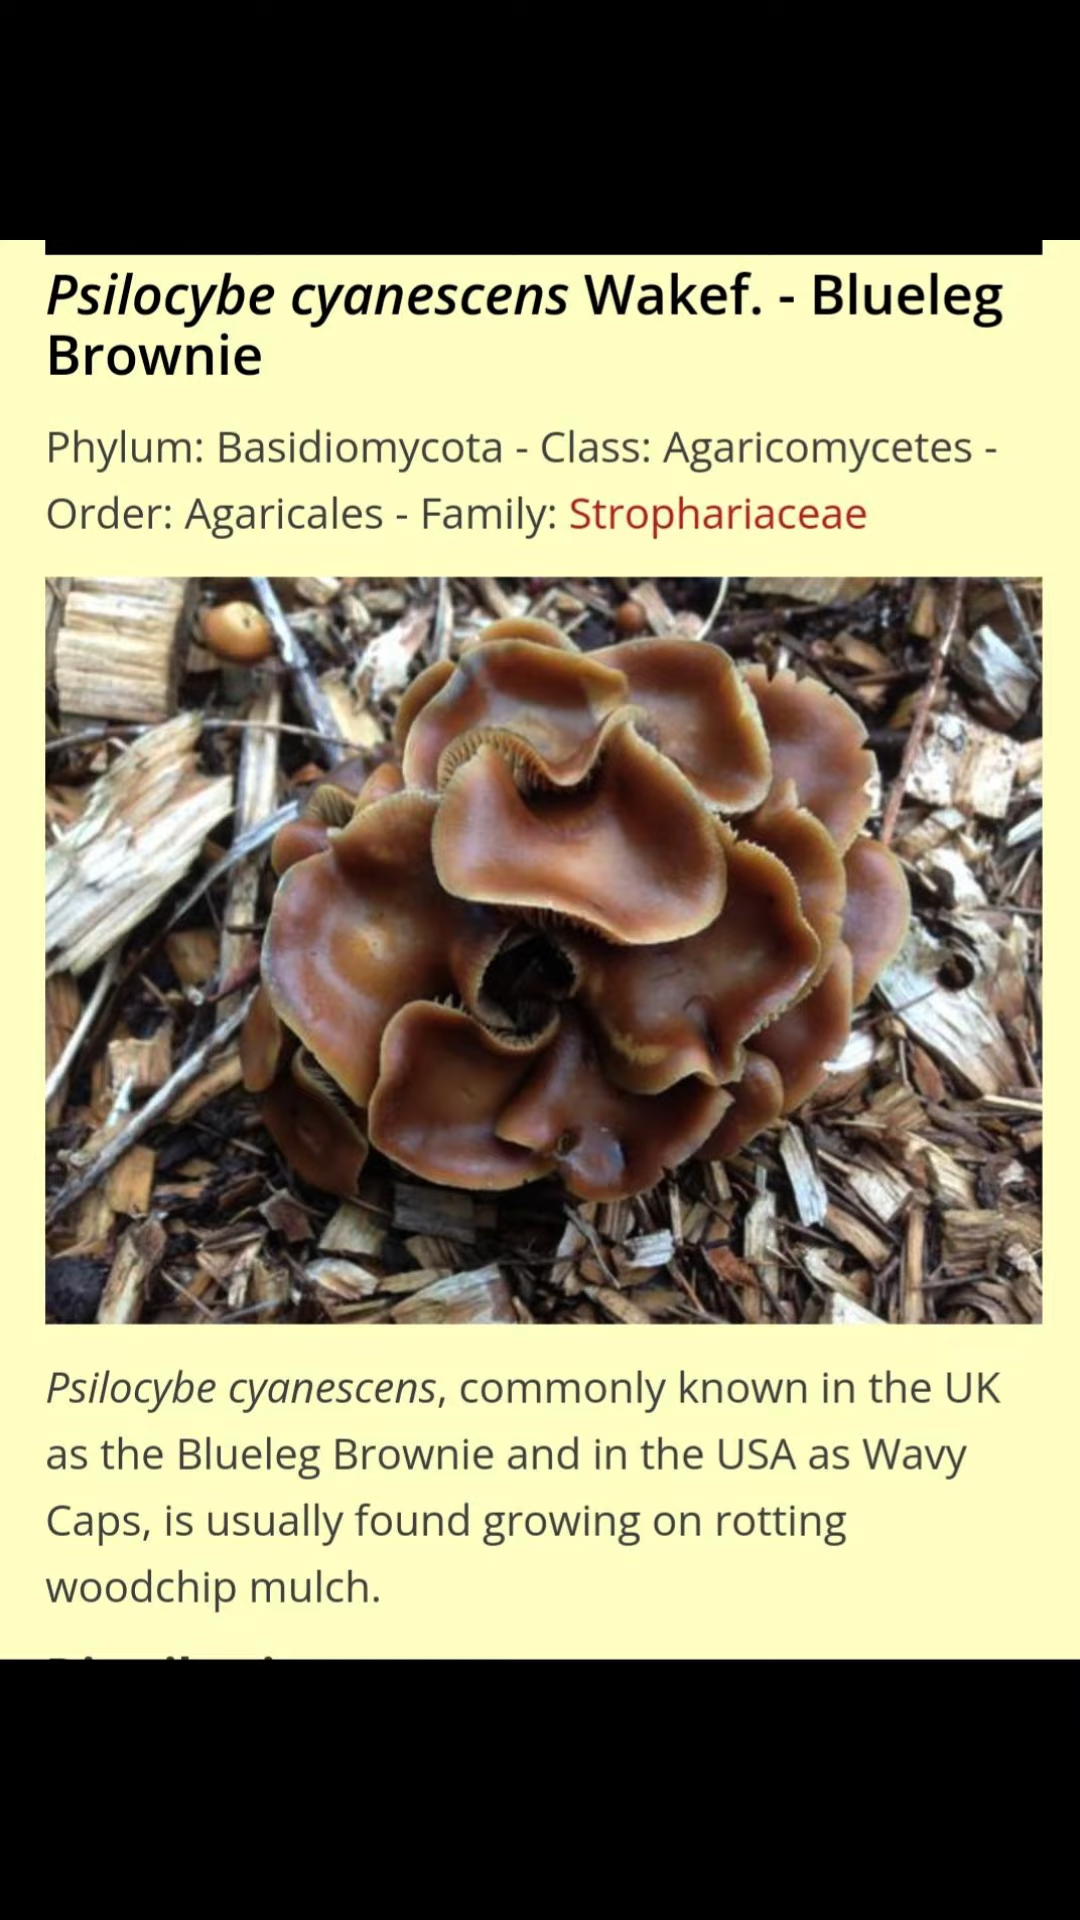 Psilocybe cyanescens Wakef. - Blueleg
Brownie
Phylum: Basidiomycota - Class: Agaricomycetes -
Order: Agaricales - Family: Strophariaceae
Psilocybe cyanescens, commonly known in the UK
as the Blueleg Brownie and in the USA as Wavy
Caps, is usually found growing on rotting
woodchip mulch.